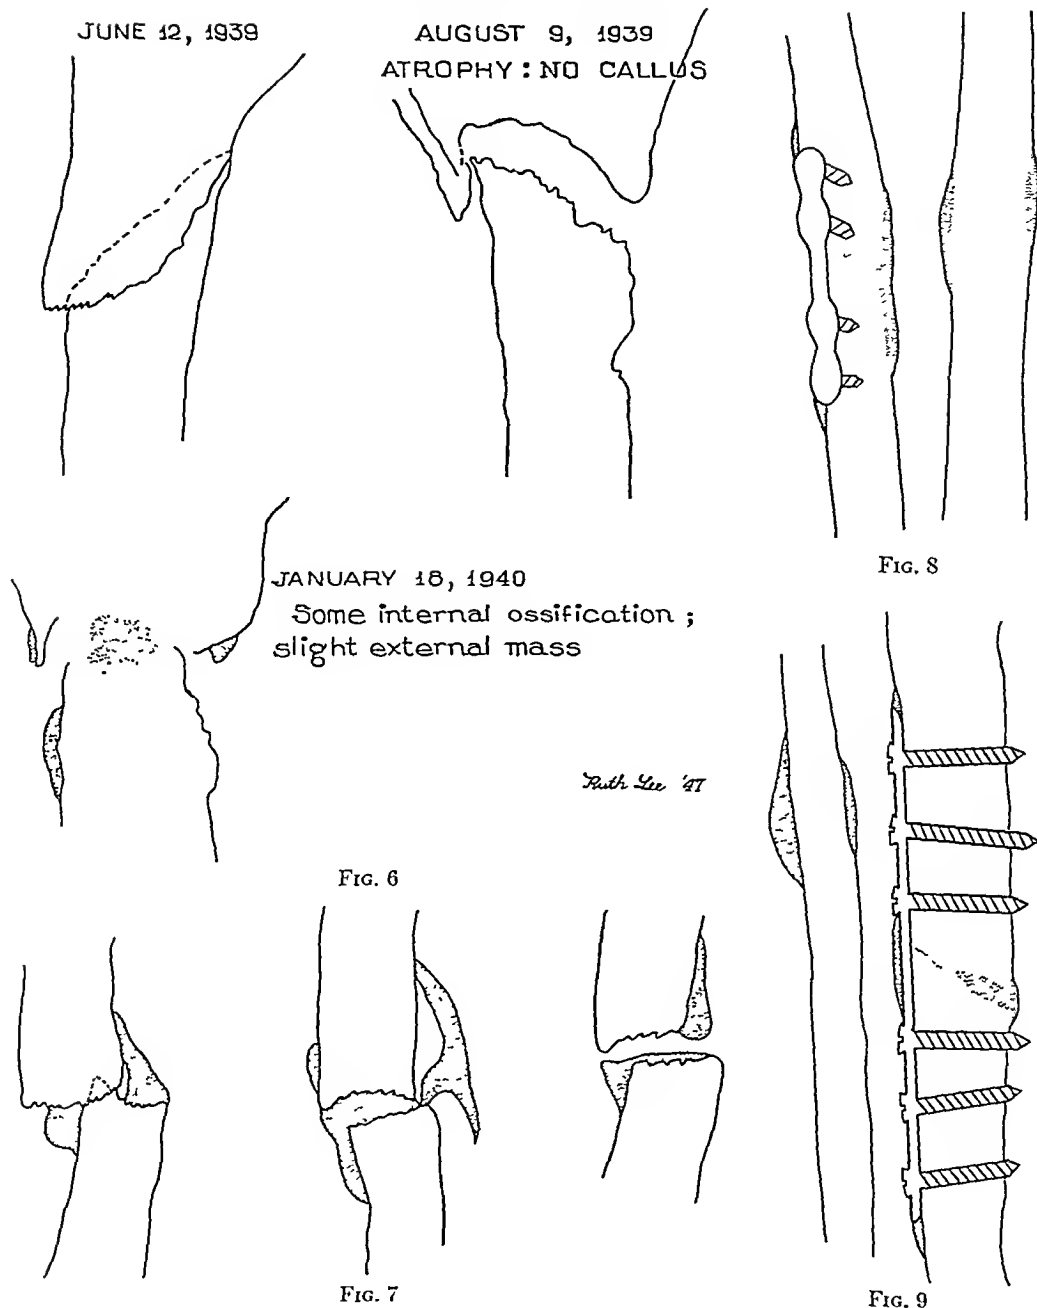 JUNE 12, 1939
AUGUST 9, 1939
ATROPHY: NO CALLUS
FIG. 8
JANUARY 18, 1940
Some internal ossification;
slight external mass
Ruth Lee '47
FIG. 6
FIG. 7
FIG. 9